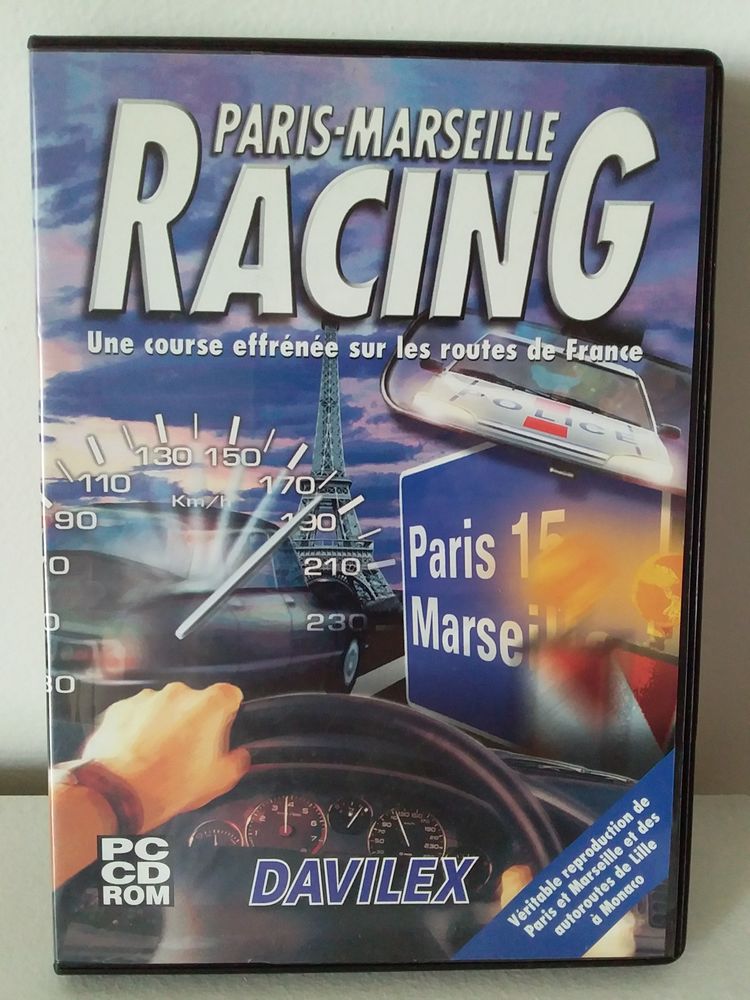 PARIS-MARSEILLE
RACING
Une course effrénée sur les routes de France
POLICE
130 150
110 170
Km/h
90 190
210
230
Paris 15
Marseille
PC
CD
ROM
DAVILEX
Véritable reproduction de
Paris et Marseille et des
autoroutes de Lille
à Monaco